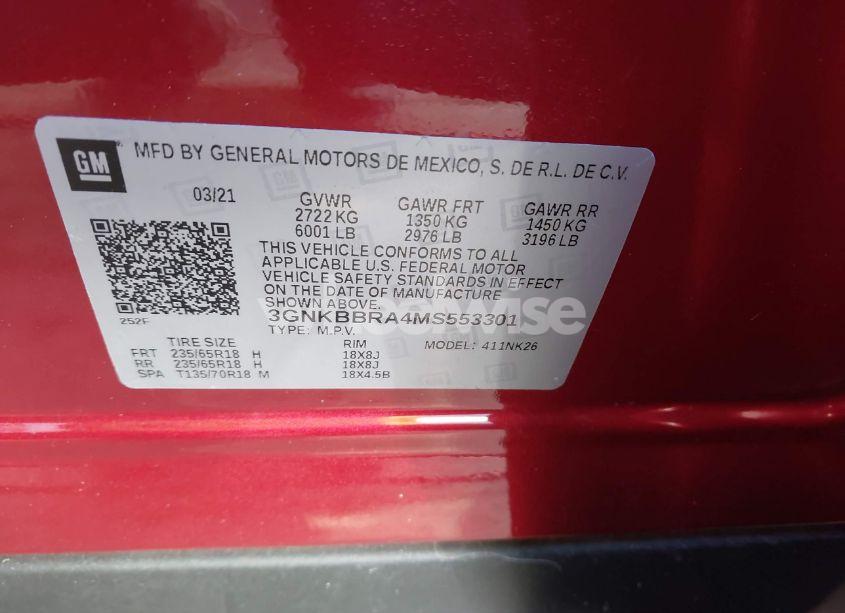 GM
MFD BY GENERAL MOTORS DE MEXICO, S. DE R.L. DE C.V.
03/21
GVWR GAWR FRT GAWR RR
2722 KG 1350 KG 1450 KG
6001 LB 2976 LB 3196 LB
THIS VEHICLE CONFORMS TO ALL
APPLICABLE U.S. FEDERAL MOTOR
VEHICLE SAFETY STANDARDS IN EFFECT
ON THE DATE OF MANUFACTURE
SHOWN ABOVE.
252F
3GNKBBRA4MS553301
TYPE: M.P.V. MODEL: 411NK26
TIRE SIZE RIM
FRT 235/65R18 H 18X8J
RR 235/65R18 H 18X8J
SPA T135/70R18 M 18X4.5B